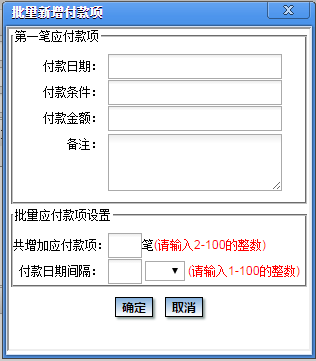 批量新增付款项
第一笔应付款项
付款日期：
付款条件：
付款金额：
备注：
批量应付款项设置
共增加应付款项：笔(请输入2-100的整数)
付款日期间隔：(请输入1-100的整数)
确定 取消